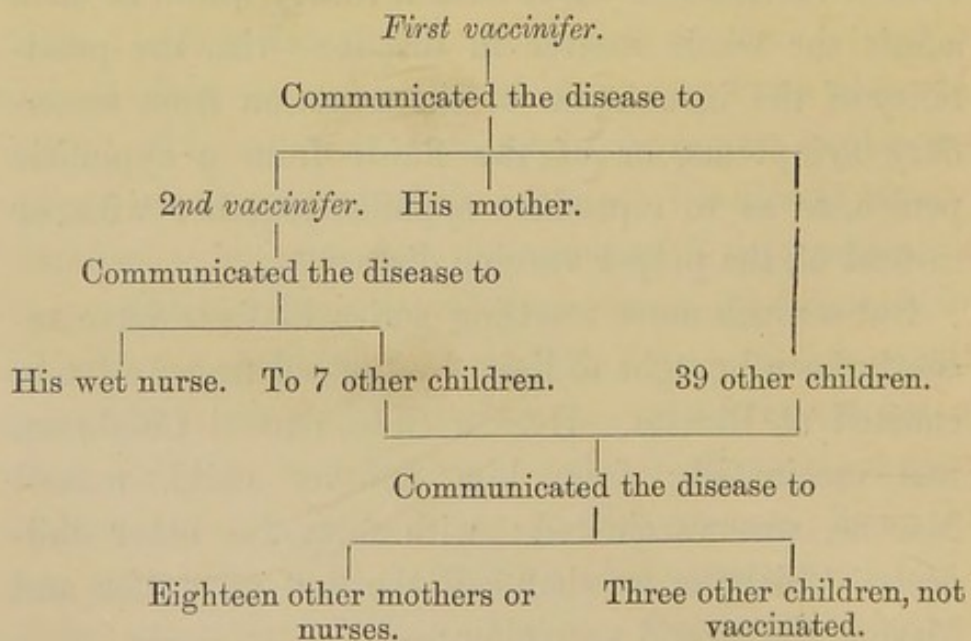 First vaccinifer.
Communicated the disease to
2nd vaccinifer. His mother.
Communicated the disease to
His wet nurse. To 7 other children. 39 other children.
Communicated the disease to
Eighteen other mothers or nurses.
Three other children, not vaccinated.